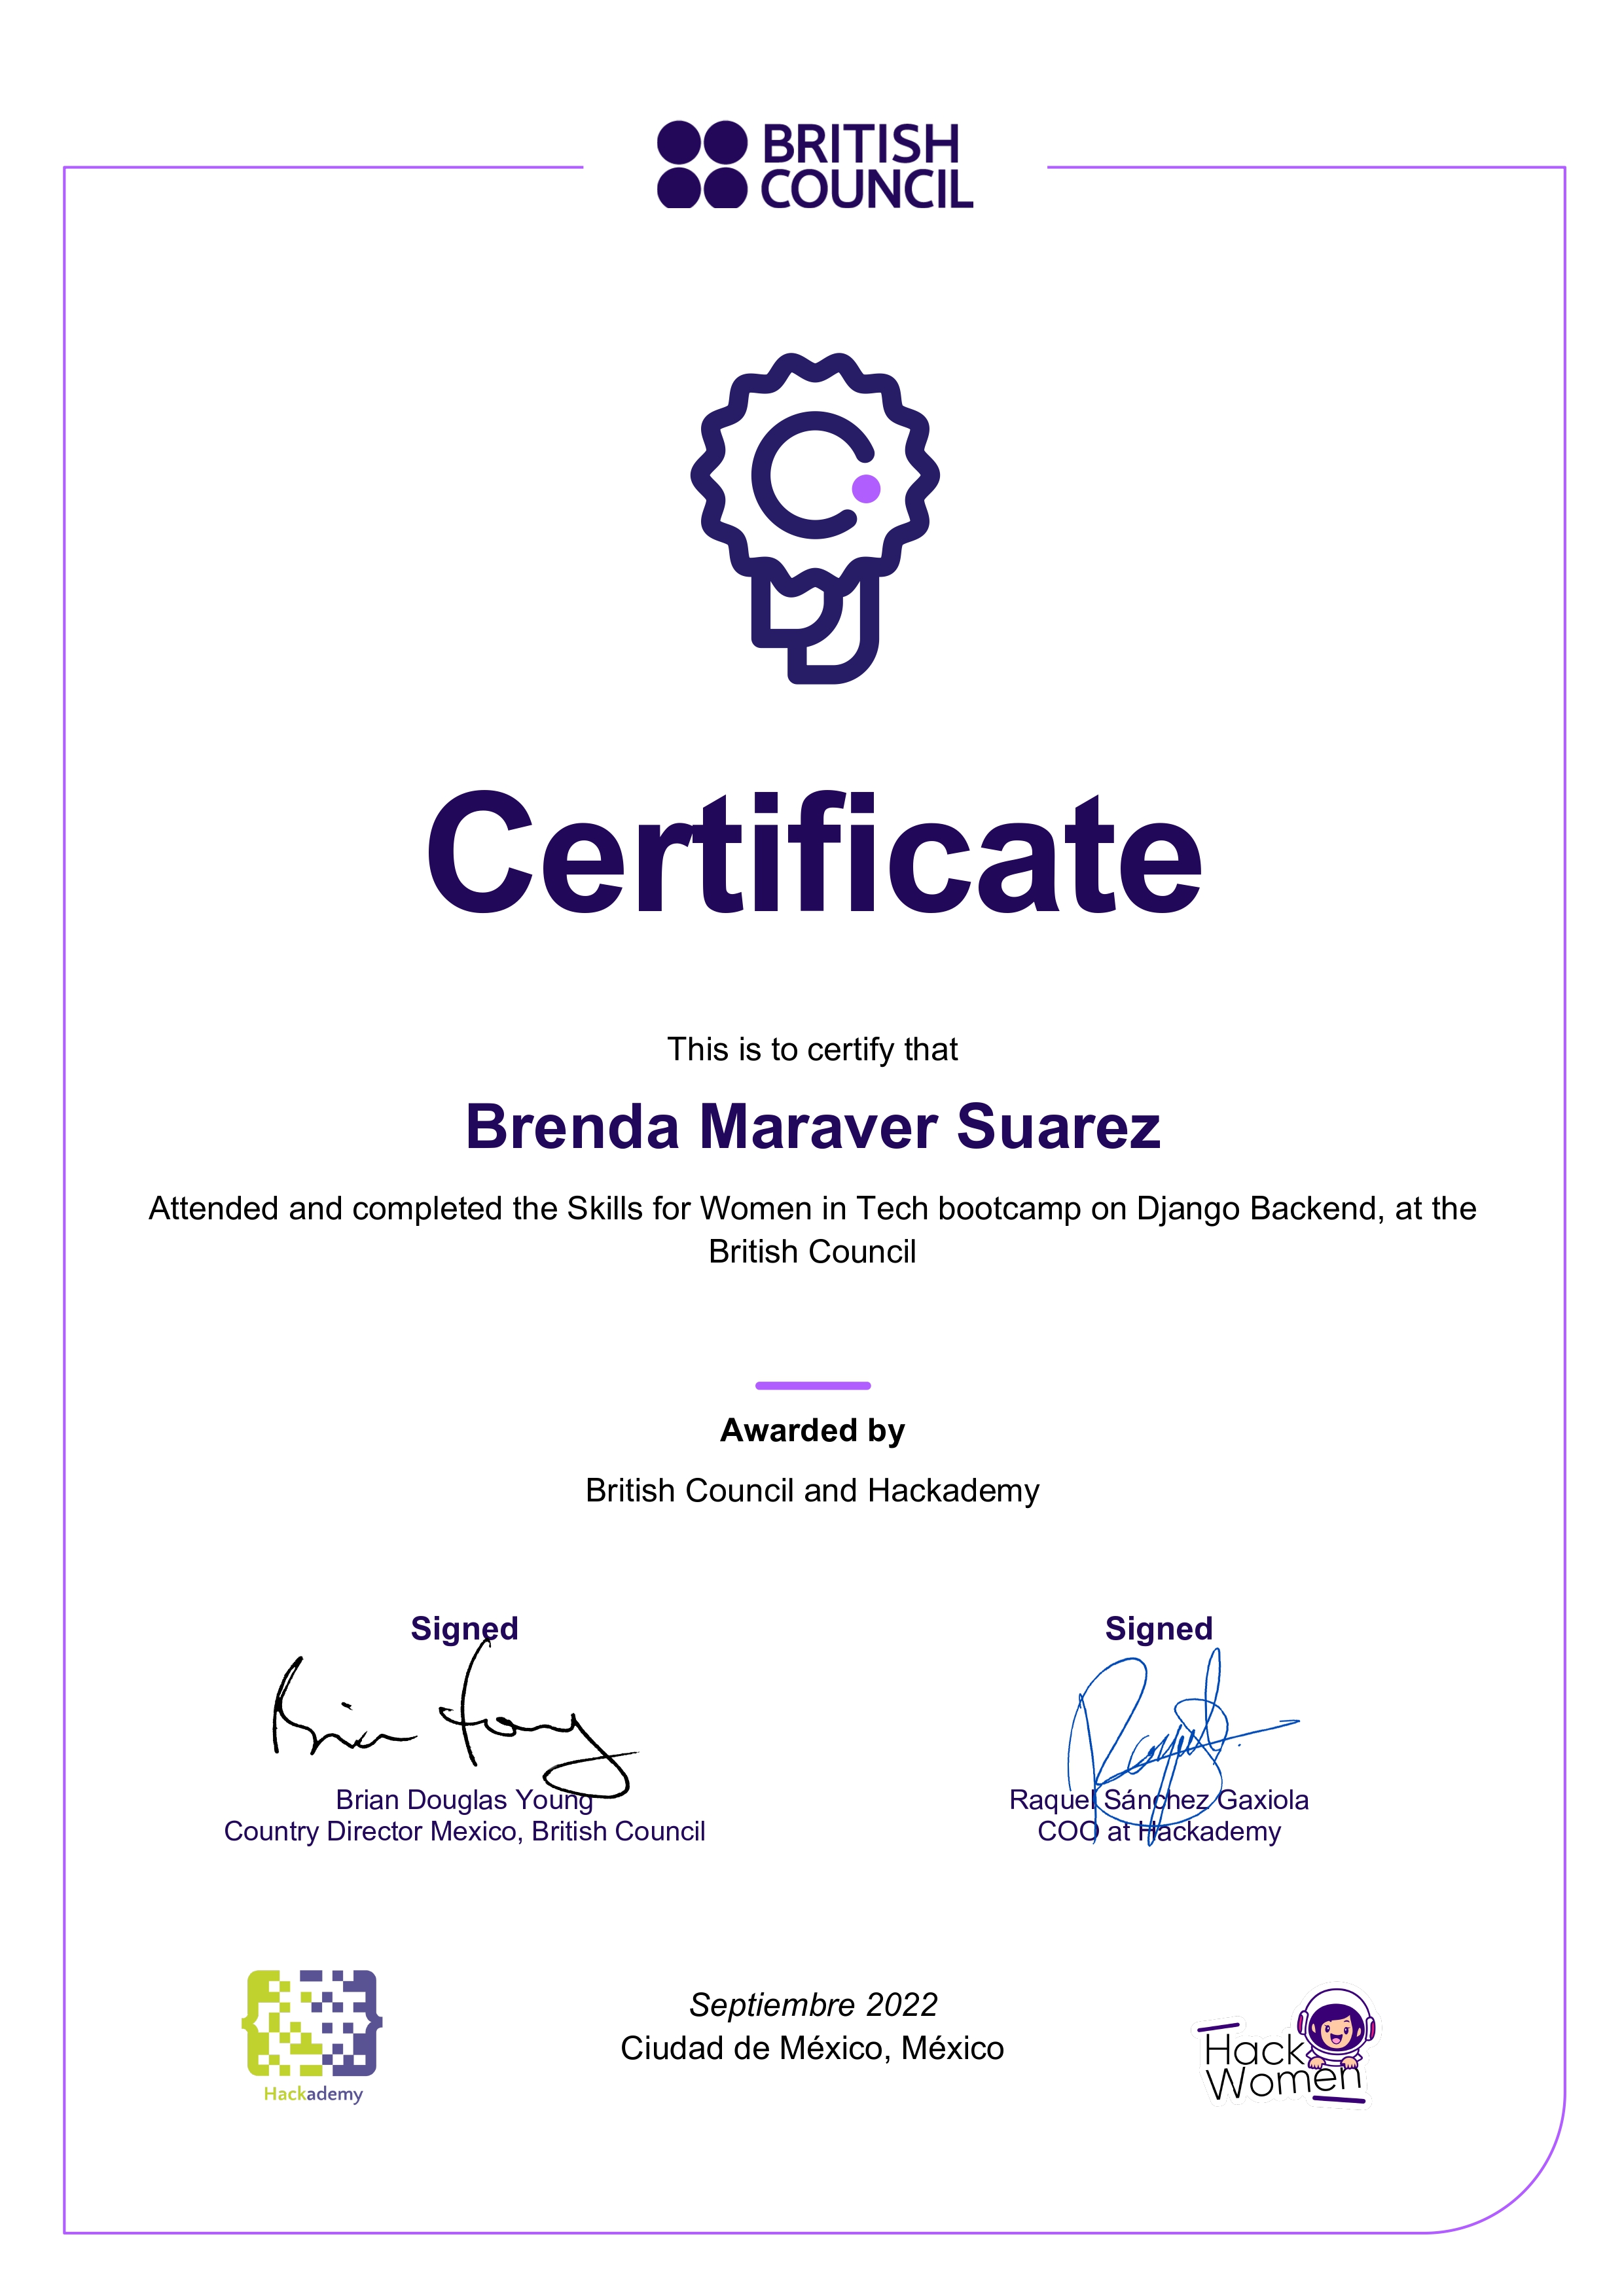 BRITISH
COUNCIL
Certificate
This is to certify that
Brenda Maraver Suarez
Attended and completed the Skills for Women in Tech bootcamp on Django Backend, at the
British Council
Awarded by
British Council and Hackademy
Signed
Brian Young
Brian Douglas Young
Country Director Mexico, British Council
Signed
Raquel Sánchez Gaxiola
COO at Hackademy
Hackademy
Septiembre 2022
Ciudad de México, México
Hack
Women